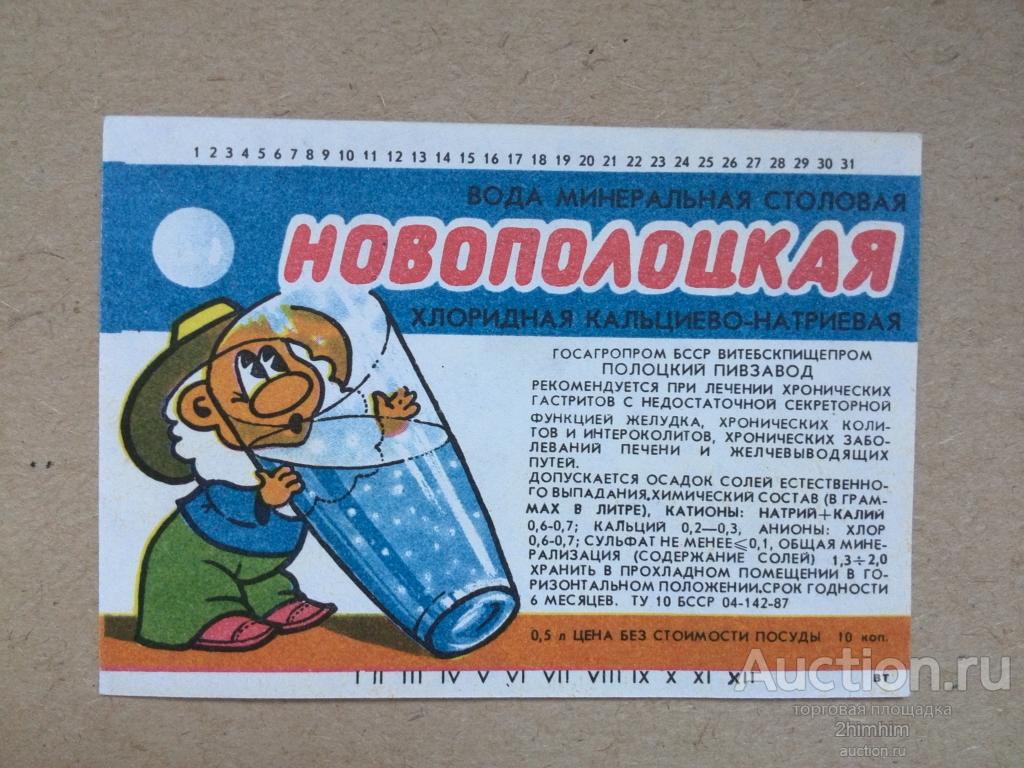 1 2 3 4 5 6 7 8 9 10 11 12 13 14 15 16 17 18 19 20 21 22 23 24 25 26 27 28 29 30 31
ВОДА МИНЕРАЛЬНАЯ СТОЛОВАЯ
НОВОПОЛОЦКАЯ
ХЛОРИДНАЯ КАЛЬЦИЕВО-НАТРИЕВАЯ
ГОСАГРОПРОМ БССР ВИТЕБСКПИЩЕПРОМ
ПОЛОЦКИЙ ПИВЗАВОД
РЕКОМЕНДУЕТСЯ ПРИ ЛЕЧЕНИИ ХРОНИЧЕСКИХ
ГАСТРИТОВ С НЕДОСТАТОЧНОЙ СЕКРЕТОРНОЙ
ФУНКЦИЕЙ ЖЕЛУДКА, ХРОНИЧЕСКИХ КОЛИ-
ТОВ И ИНТЕРОКОЛИТОВ, ХРОНИЧЕСКИХ ЗАБО-
ЛЕВАНИЙ ПЕЧЕНИ И ЖЕЛЧЕВЫВОДЯЩИХ
ПУТЕЙ.
ДОПУСКАЕТСЯ ОСАДОК СОЛЕЙ ЕСТЕСТВЕННО-
ГО ВЫПАДАНИЯ.ХИМИЧЕСКИЙ СОСТАВ (В ГРАМ-
МАХ В ЛИТРЕ), КАТИОНЫ: НАТРИЙ+КАЛИЙ
0,6-0,7; КАЛЬЦИЙ 0,2—0,3, АНИОНЫ: ХЛОР
0,6-0,7; СУЛЬФАТ НЕ МЕНЕЕ⩽0,1, ОБЩАЯ МИНЕ-
РАЛИЗАЦИЯ (СОДЕРЖАНИЕ СОЛЕЙ) 1,3÷2,0
ХРАНИТЬ В ПРОХЛАДНОМ ПОМЕЩЕНИИ В ГО-
РИЗОНТАЛЬНОМ ПОЛОЖЕНИИ.СРОК ГОДНОСТИ
6 МЕСЯЦЕВ. ТУ 10 БССР 04-142-87
0,5 л ЦЕНА БЕЗ СТОИМОСТИ ПОСУДЫ 10 коп.
I II III IV V VI VII VIII IX X XI XII
ВТ
Auction.ru
торговая площадка
2himhim
auction.ru